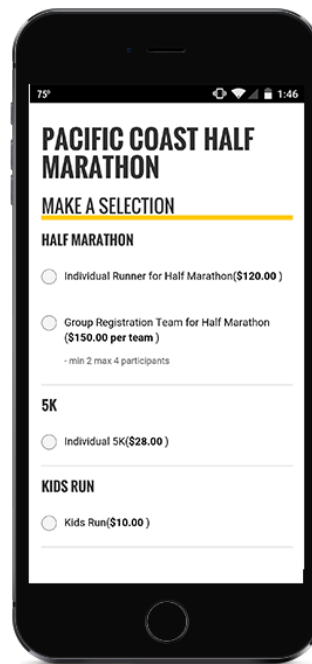 75°
1:46
PACIFIC COAST HALF
MARATHON
MAKE A SELECTION
HALF MARATHON
Individual Runner for Half Marathon($120.00 )
Group Registration Team for Half Marathon
($150.00 per team )
- min 2 max 4 participants
5K
Individual 5K($28.00 )
KIDS RUN
Kids Run($10.00 )